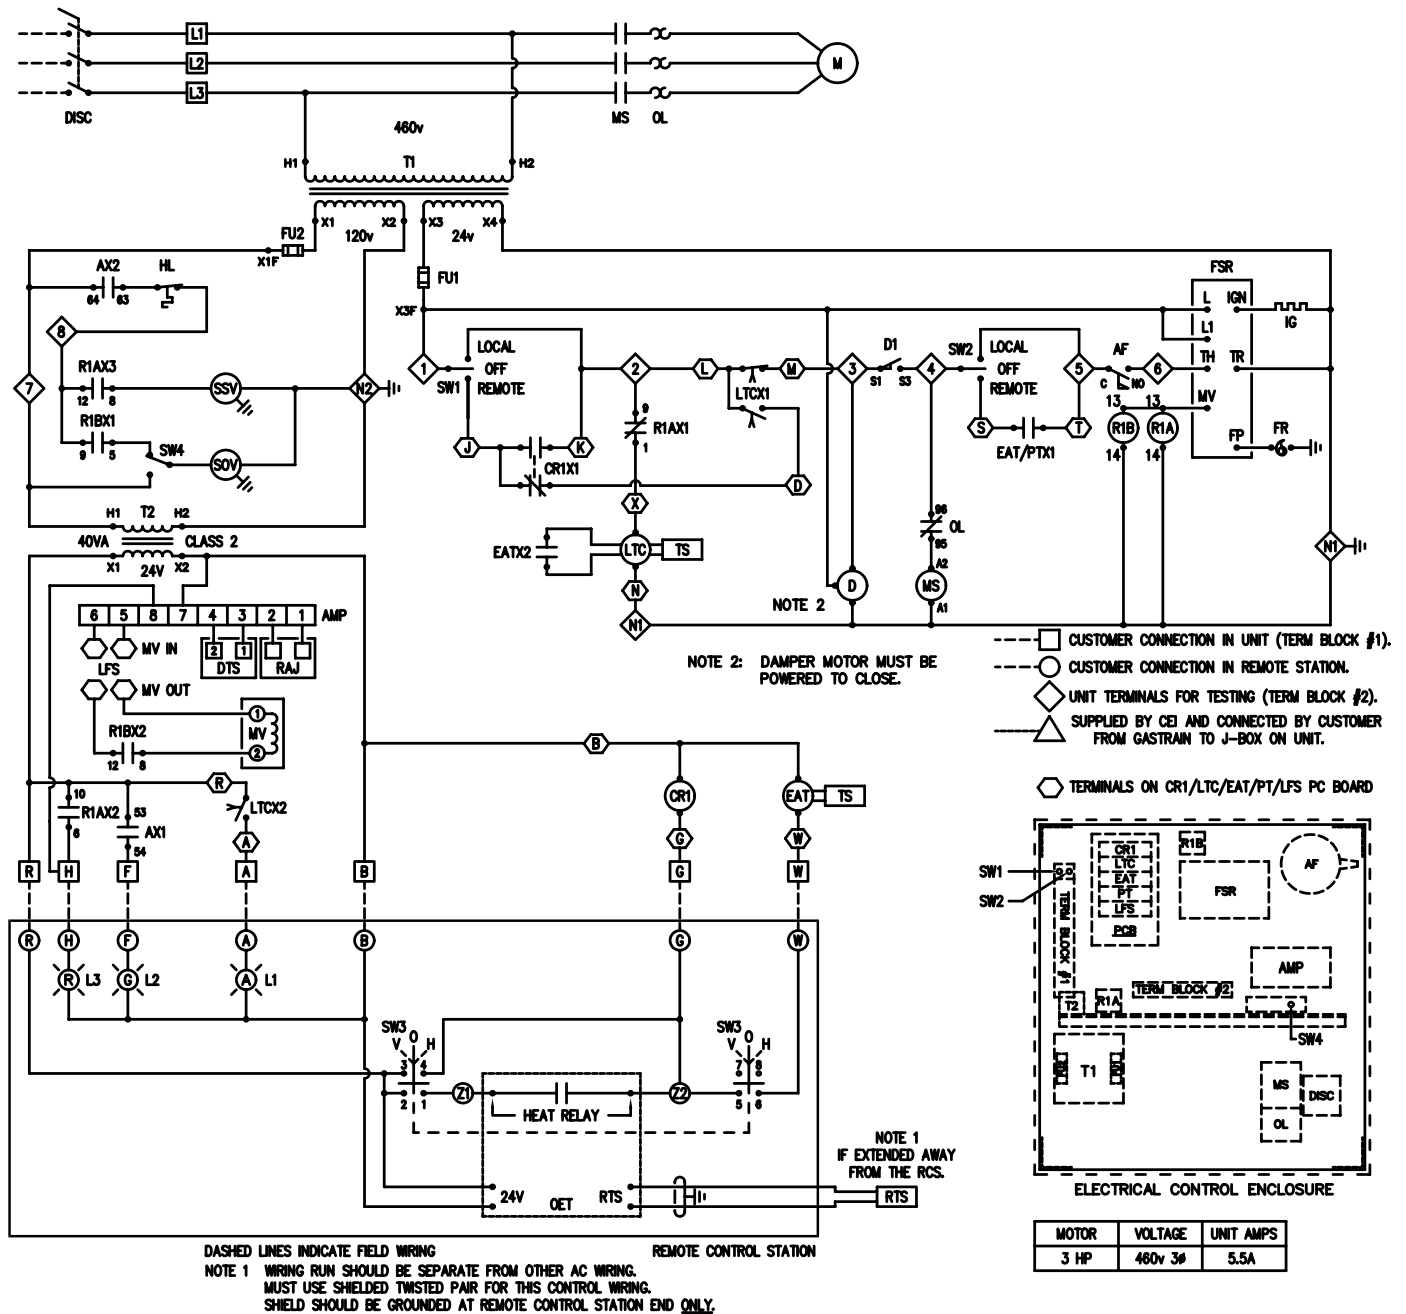 L1
L2
L3
M
DISC
MS OL
460v
H1 T1 H2
X1 X2 X3 X4
FU2 120v 24v
X1F
AX2 HL FU1 FSR
64 63
X3F
L IGN
IG
8
LOCAL D1 SW2 LOCAL L1
1 OFF 2 L M 3 4 OFF 5 AF 6 TH TR
SW1 REMOTE LTCX1 S1 S3 REMOTE C NO
R1AX3
7 12 8 SSV N2
MV
R1BX1
9 5 SW4
SOV
9
R1AX1
1
J K
S T
EAT/PTX1
13 13
R1B R1A
14 14
FP FR
CR1X1 D
X
H1 T2 H2
40VA CLASS 2
X1 24V X2
EATX2 LTC TS
96
OL
95
A2
D MS
A1
N1
N
NOTE 2
N1
6 5 8 7 4 3 2 1 AMP
MV IN 2 1
LFS DTS RAJ
MV OUT
1
R1BX2 MV
2
12 8
NOTE 2: DAMPER MOTOR MUST BE
POWERED TO CLOSE.
CUSTOMER CONNECTION IN UNIT (TERM BLOCK #1).
CUSTOMER CONNECTION IN REMOTE STATION.
UNIT TERMINALS FOR TESTING (TERM BLOCK #2).
SUPPLIED BY CEI AND CONNECTED BY CUSTOMER
FROM GASTRAIN TO J-BOX ON UNIT.
TERMINALS ON CR1/LTC/EAT/PT/LFS PC BOARD
B
R
10 CR1 EAT TS
R1AX2 53 LTCX2
6 AX1
54 A G W
R H F A B G W
R H F A B G W
R L3 G L2 A L1
SW3 0 SW3 0
V H V H
3 4 7 8
2 1 Z1 Z2 5 6
HEAT RELAY
24V RTS
OET
NOTE 1
IF EXTENDED AWAY
FROM THE RCS.
RTS
CR1
LTC
EAT
PT
LFS
PCB
R1B
AF
FSR
SW1
SW2
TERM BLOCK #1
AMP
TERM BLOCK #2
T2 R1A
SW4
T1
MS
DISC
OL
ELECTRICAL CONTROL ENCLOSURE
MOTOR VOLTAGE UNIT AMPS
3 HP 460v 3ø 5.5A
DASHED LINES INDICATE FIELD WIRING REMOTE CONTROL STATION
NOTE 1 WIRING RUN SHOULD BE SEPARATE FROM OTHER AC WIRING.
MUST USE SHIELDED TWISTED PAIR FOR THIS CONTROL WIRING.
SHIELD SHOULD BE GROUNDED AT REMOTE CONTROL STATION END ONLY.